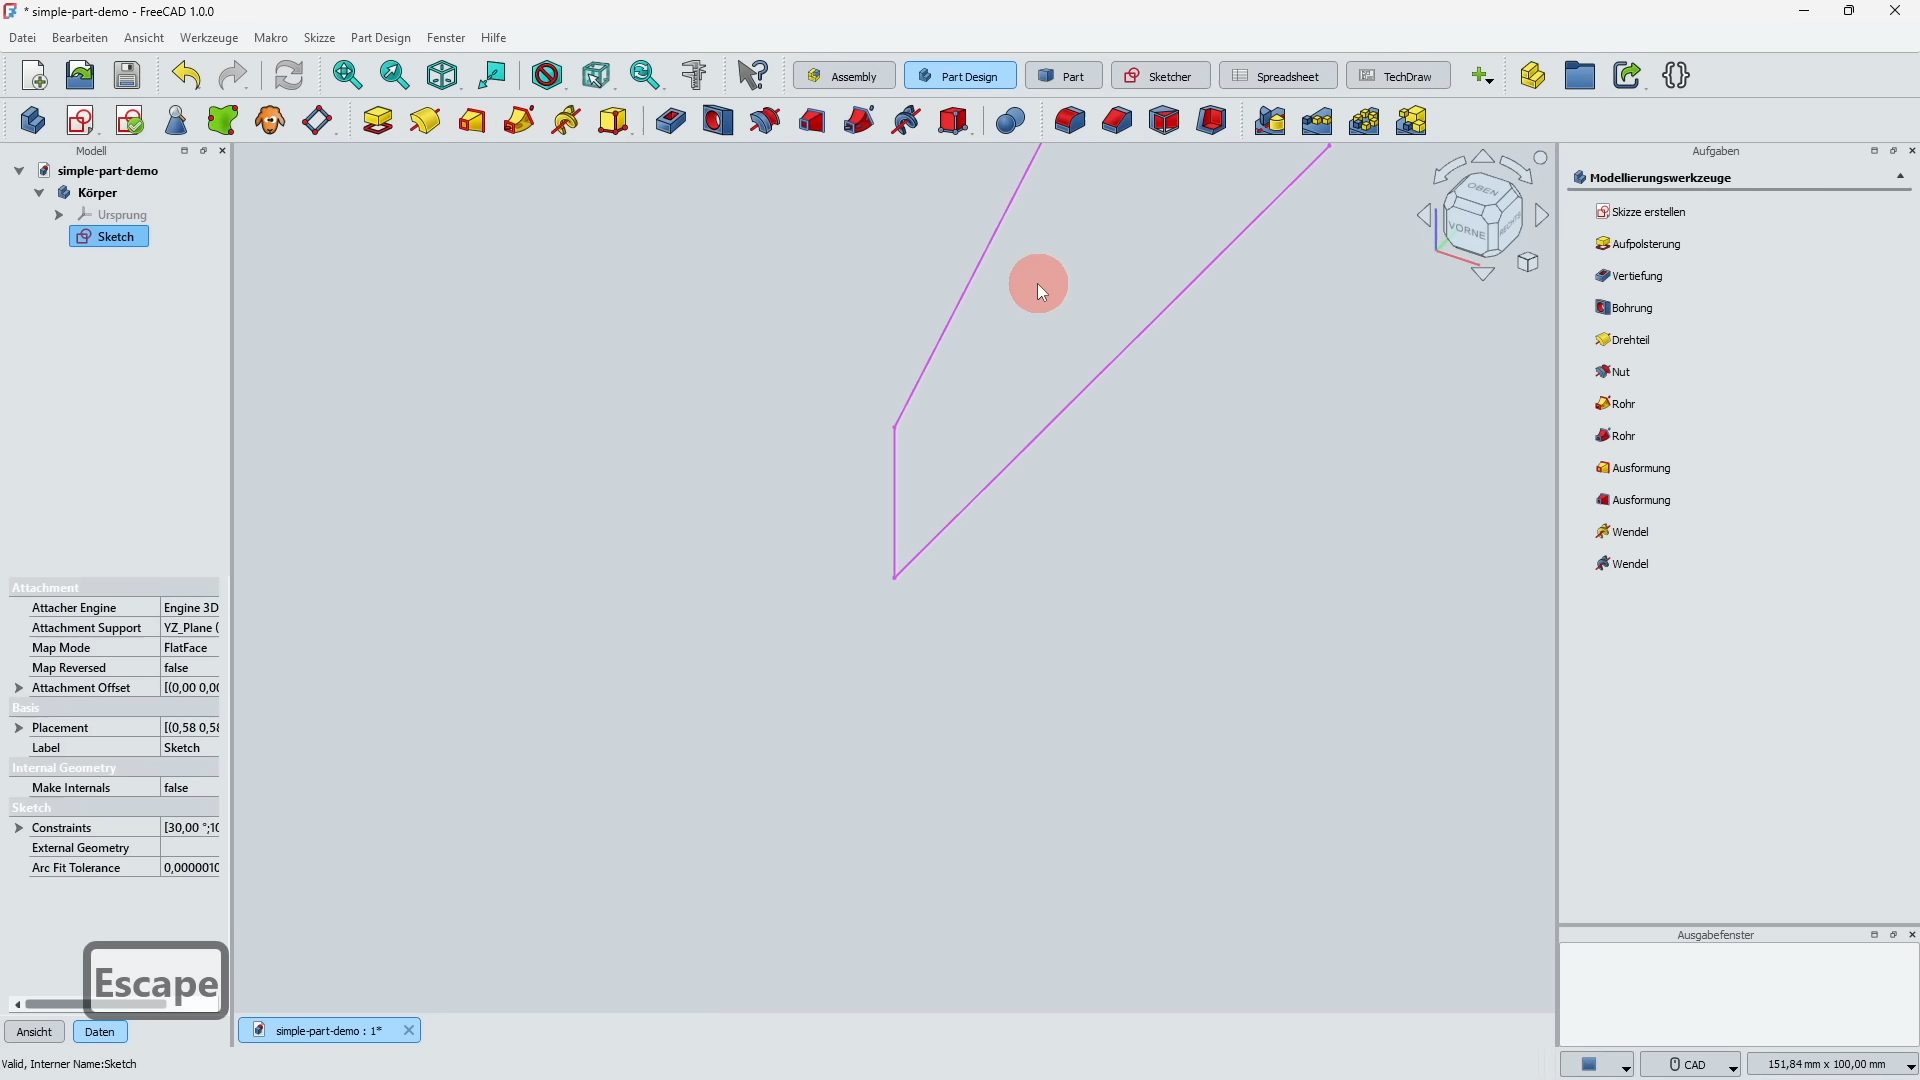 * simple-part-demo - FreeCAD 1.0.0
Datei Bearbeiten Ansicht Werkzeuge Makro Skizze Part Design Fenster Hilfe
Assembly Part Design Part Sketcher Spreadsheet TechDraw
Modell
simple-part-demo
Körper
Ursprung
Sketch
OBEN
VORNE
RECHTS
Aufgaben
Modellierungswerkzeuge
Skizze erstellen
Aufpolsterung
Vertiefung
Bohrung
Drehteil
Nut
Rohr
Rohr
Ausformung
Ausformung
Wendel
Wendel
Attachment
Attacher Engine Engine 3D
Attachment Support YZ_Plane (
Map Mode FlatFace
Map Reversed false
Attachment Offset [(0,00 0,00
Basis
Placement [(0,58 0,58
Label Sketch
Internal Geometry
Make Internals false
Sketch
Constraints [30,00 °;10
External Geometry
Arc Fit Tolerance 0,0000010
Escape
Ansicht Daten
simple-part-demo : 1*
Ausgabefenster
Valid, Interner Name:Sketch
CAD
151,84 mm x 100,00 mm